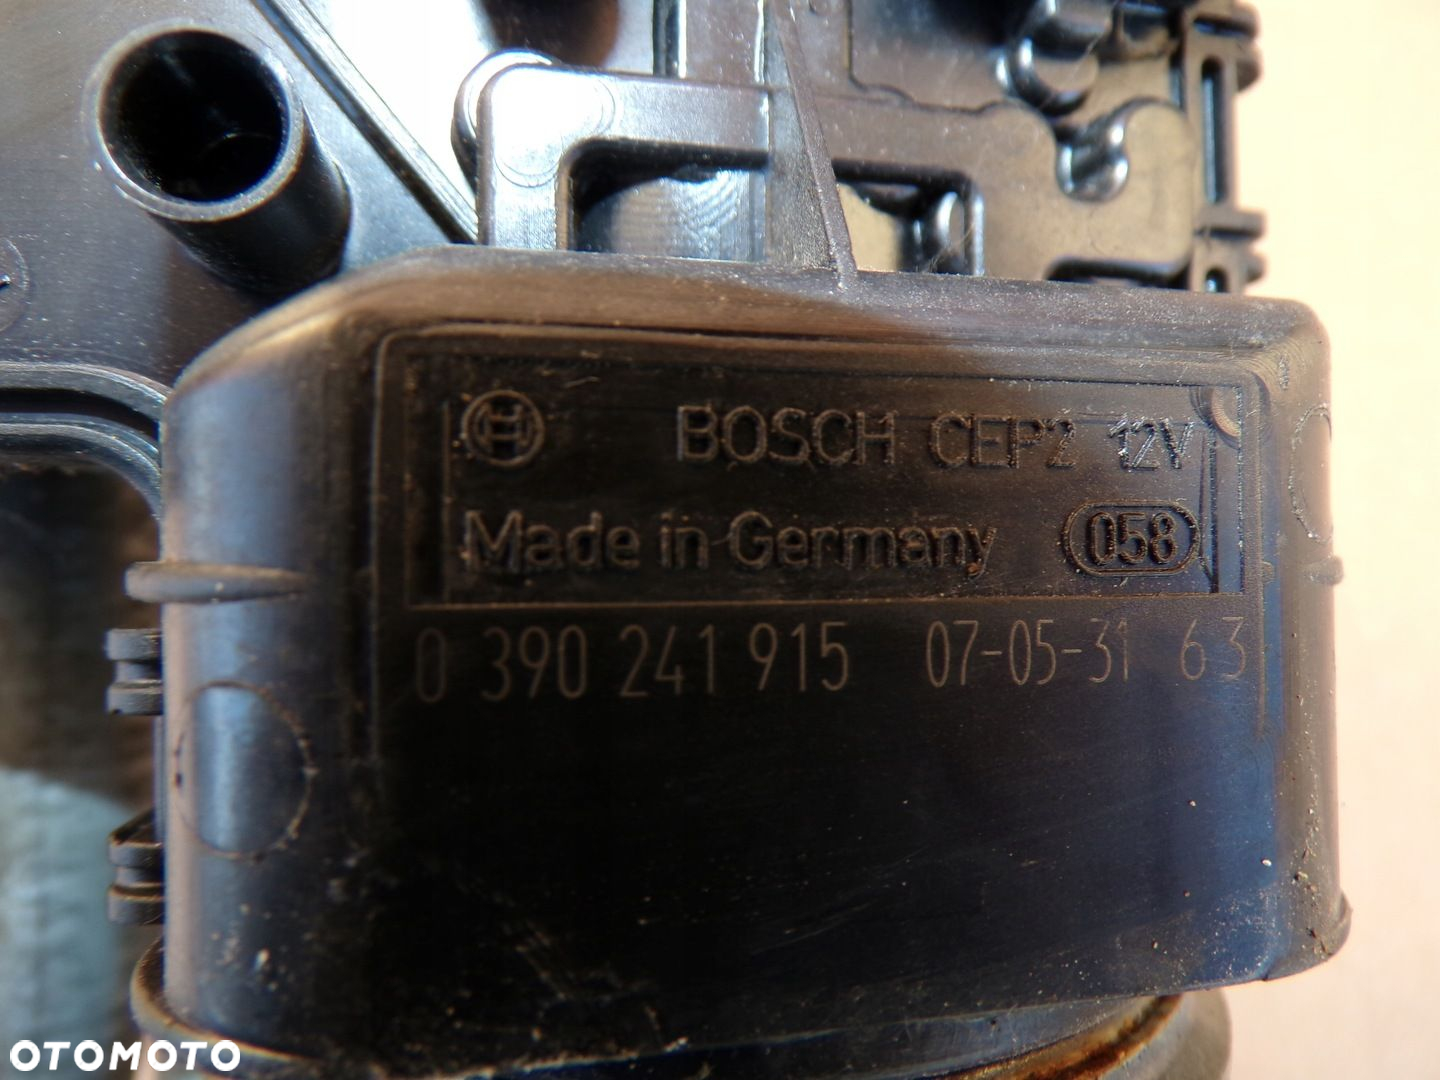 BOSCH CEP2 12V
Made in Germany 058
0 390 241 915 07-05-31 63
OTOMOTO